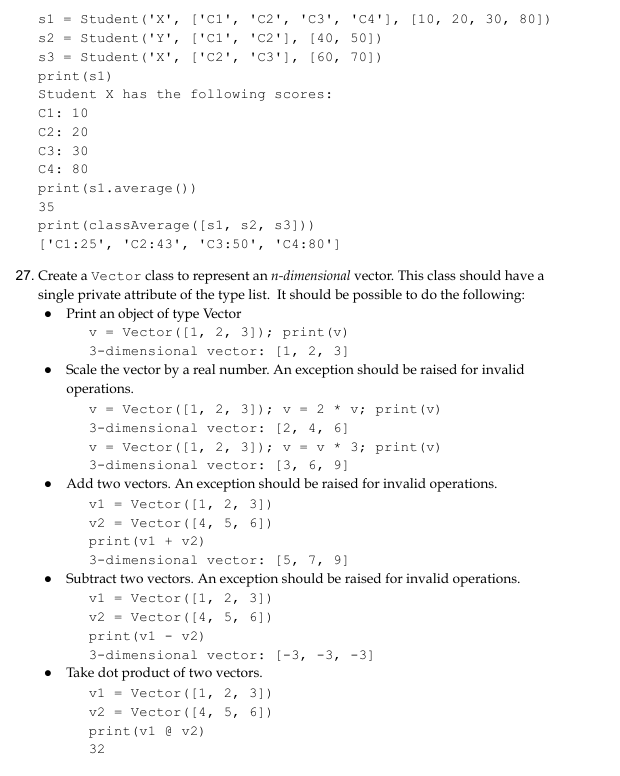 s1 = Student('X', ['C1', 'C2', 'C3', 'C4'], [10, 20, 30, 80])
s2 = Student('Y', ['C1', 'C2'], [40, 50])
s3 = Student('X', ['C2', 'C3'], [60, 70])
print(s1)
Student X has the following scores:
C1: 10
C2: 20
C3: 30
C4: 80
print(s1.average())
35
print(classAverage([s1, s2, s3]))
['C1:25', 'C2:43', 'C3:50', 'C4:80']
27. Create a Vector class to represent an n-dimensional vector. This class should have a
single private attribute of the type list. It should be possible to do the following:
• Print an object of type Vector
v = Vector([1, 2, 3]); print(v)
3-dimensional vector: [1, 2, 3]
• Scale the vector by a real number. An exception should be raised for invalid
operations.
v = Vector([1, 2, 3]); v = 2 * v; print(v)
3-dimensional vector: [2, 4, 6]
v = Vector([1, 2, 3]); v = v * 3; print(v)
3-dimensional vector: [3, 6, 9]
• Add two vectors. An exception should be raised for invalid operations.
v1 = Vector([1, 2, 3])
v2 = Vector([4, 5, 6])
print(v1 + v2)
3-dimensional vector: [5, 7, 9]
• Subtract two vectors. An exception should be raised for invalid operations.
v1 = Vector([1, 2, 3])
v2 = Vector([4, 5, 6])
print(v1 - v2)
3-dimensional vector: [-3, -3, -3]
• Take dot product of two vectors.
v1 = Vector([1, 2, 3])
v2 = Vector([4, 5, 6])
print(v1 @ v2)
32